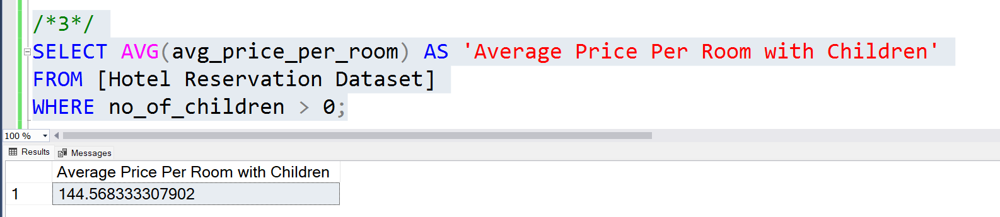 /*3*/
SELECT AVG(avg_price_per_room) AS 'Average Price Per Room with Children'
FROM [Hotel Reservation Dataset]
WHERE no_of_children > 0;
100 %
Results Messages
Average Price Per Room with Children
1 144.568333307902